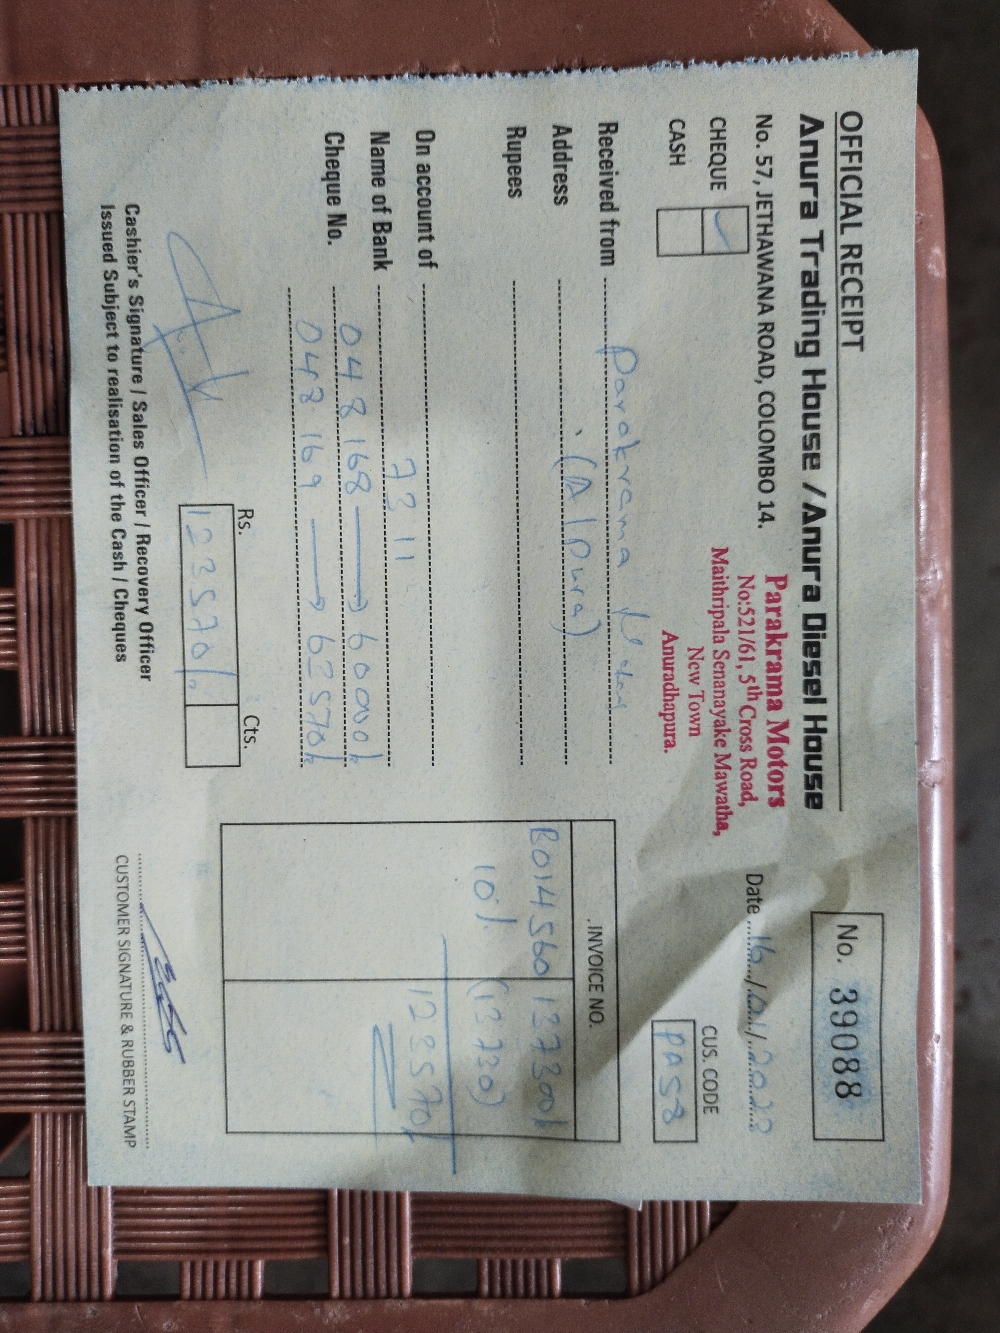 OFFICIAL RECEIPT
Anura Trading House / Anura Diesel House
No. 57, JETHAWANA ROAD, COLOMBO 14.
No. 39088
Parakrama Motors
No:521/61, 5th Cross Road,
Maithripala Senanayake Mawatha,
New Town
Anuradhapura.
Date 16/01/2023
CHEQUE ✓
CASH
CUS. CODE
PA58
Received from Parakrama
Address (A/pura)
Rupees
On account of
Name of Bank 7311
Cheque No. 048168 → 60000/-
048169 → 63570/-
INVOICE NO.
B014560 137300/-
10% (13730)
123570/-
Rs. Cts.
123570/-
Cashier's Signature / Sales Officer / Recovery Officer
Issued Subject to realisation of the Cash / Cheques
CUSTOMER SIGNATURE & RUBBER STAMP